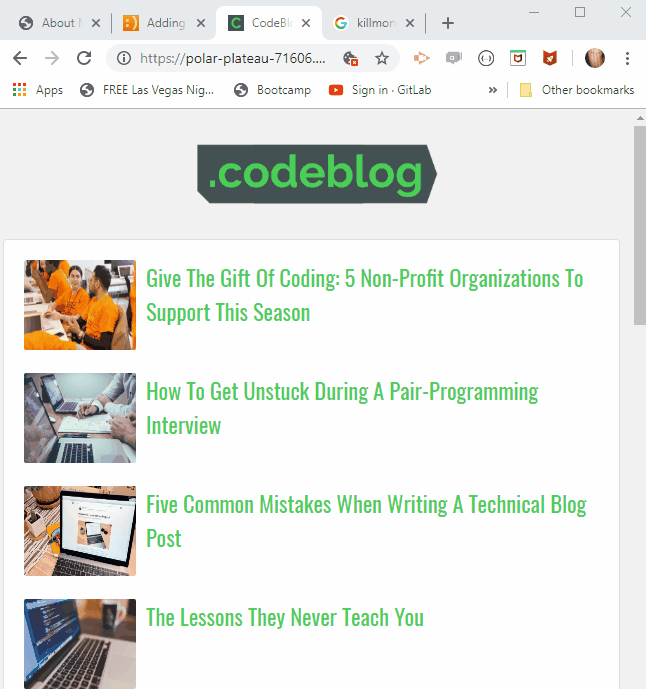 About M
Adding
CodeBl
killmon
https://polar-plateau-71606....
Apps
FREE Las Vegas Nig...
Bootcamp
Sign in · GitLab
»
Other bookmarks
.codeblog
Give The Gift Of Coding: 5 Non-Profit Organizations To
Support This Season
How To Get Unstuck During A Pair-Programming
Interview
Five Common Mistakes When Writing A Technical Blog
Post
The Lessons They Never Teach You